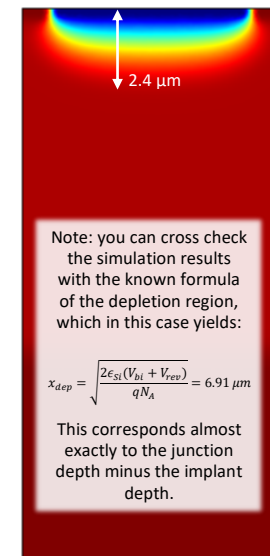 2.4 μm
Note: you can cross check
the simulation results
with the known formula
of the depletion region,
which in this case yields:
x_dep = √(2ϵ_Si(V_bi + V_rev) / qN_A) = 6.91 μm
This corresponds almost
exactly to the junction
depth minus the implant
depth.